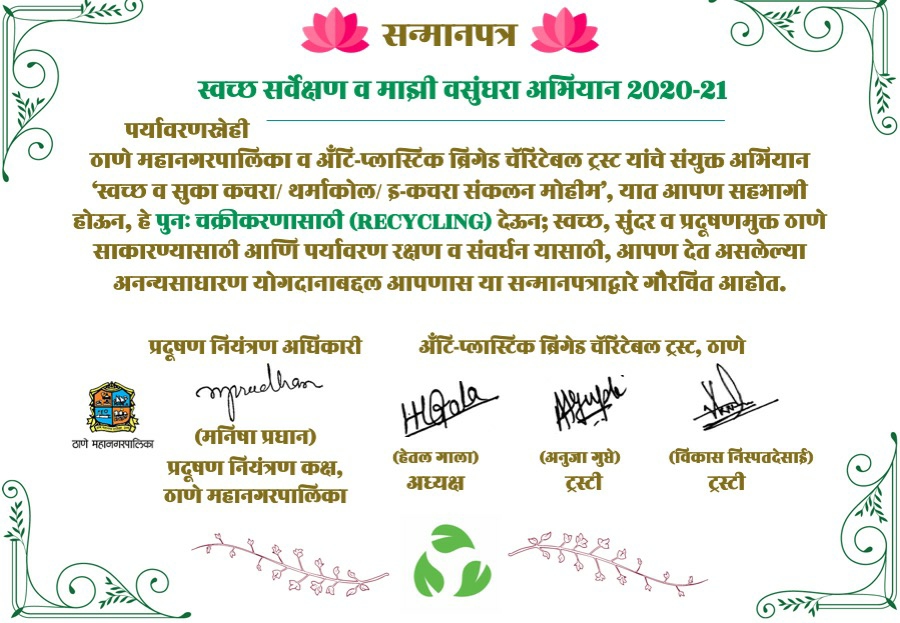 सन्मानपत्र
स्वच्छ सर्वेक्षण व माझी वसुंधरा अभियान 2020-21
पर्यावरणस्नेही
ठाणे महानगरपालिका व अँटि-प्लास्टिक ब्रिगेड चॅरिटेबल ट्रस्ट यांचे संयुक्त अभियान
‘स्वच्छ व सुका कचरा/ थर्माकोल/ इ-कचरा संकलन मोहीम’, यात आपण सहभागी
होऊन, हे पुनः चक्रीकरणासाठी (RECYCLING) देऊन; स्वच्छ, सुंदर व प्रदूषणमुक्त ठाणे
साकारण्यासाठी आणि पर्यावरण रक्षण व संवर्धन यासाठी, आपण देत असलेल्या
अनन्यसाधारण योगदानाबद्दल आपणास या सन्मानपत्राद्वारे गौरवित आहोत.
प्रदूषण नियंत्रण अधिकारी अँटि-प्लास्टिक ब्रिगेड चॅरिटेबल ट्रस्ट, ठाणे
mpradhan
ठाणे महानगरपालिका
(मनिषा प्रधान) (हेतल गाला) (अनुजा गुप्ते) (विकास निस्पतदेसाई)
प्रदूषण नियंत्रण कक्ष, अध्यक्ष ट्रस्टी ट्रस्टी
ठाणे महानगरपालिका